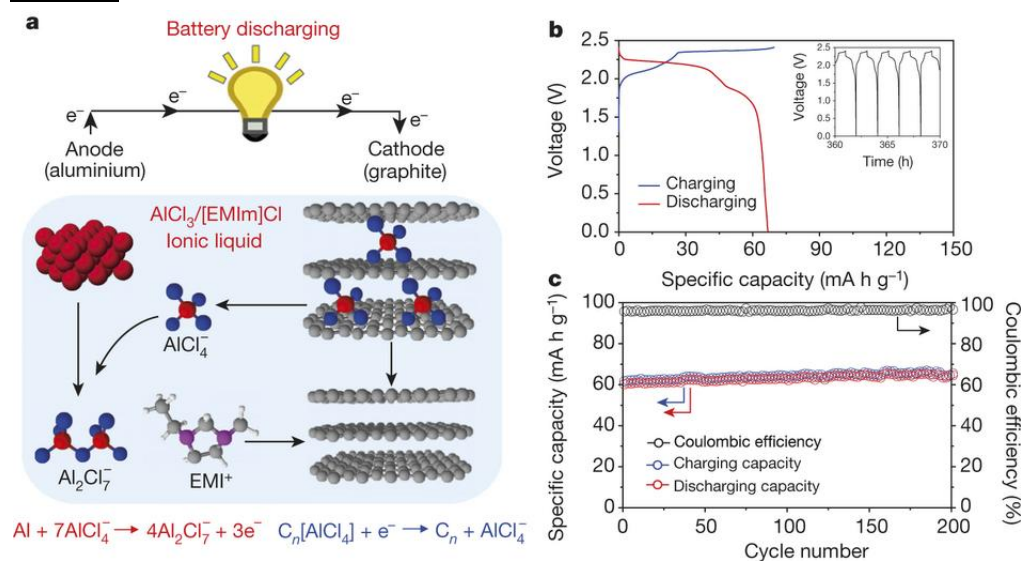 a
Battery discharging
e⁻
e⁻
e⁻
e⁻
Anode
(aluminium)
Cathode
(graphite)
AlCl₃/[EMIm]Cl
Ionic liquid
AlCl₄⁻
Al₂Cl₇⁻
EMI⁺
Al + 7AlCl₄⁻ → 4Al₂Cl₇⁻ + 3e⁻
Cₙ[AlCl₄] + e⁻ → Cₙ + AlCl₄⁻
b
Voltage (V)
2.5
2.0
1.5
1.0
0.5
0.0
Charging
Discharging
0
30
60
90
120
150
Specific capacity (mA h g⁻¹)
Voltage (V)
2.5
2.0
1.5
1.0
0.5
0.0
360
365
370
Time (h)
c
Specific capacity (mA h g⁻¹)
100
80
60
40
20
0
Coulombic efficiency
Charging capacity
Discharging capacity
0
50
75
100
125
150
200
Cycle number
100
80
60
40
20
0
Coulombic efficiency (%)